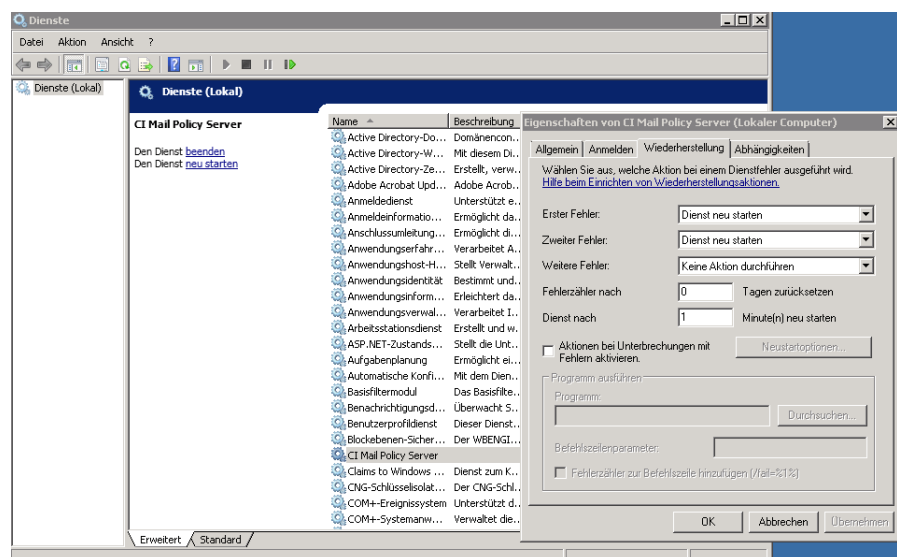 Dienste
Datei Aktion Ansicht ?
Dienste (Lokal)
Dienste (Lokal)
CI Mail Policy Server
Den Dienst beenden
Den Dienst neu starten
Name Beschreibung
Active Directory-Do... Domänencon...
Active Directory-W... Mit diesem Di...
Active Directory-Ze... Erstellt, verw...
Adobe Acrobat Upd... Adobe Acrob...
Anmeldedienst Unterstützt e...
Anmeldeinformatio... Ermöglicht da...
Anschlussumleitung... Ermöglicht di...
Anwendungserfahr... Verarbeitet A...
Anwendungshost-H... Stellt Verwalt...
Anwendungsidentität Bestimmt und...
Anwendungsinform... Erleichtert da...
Anwendungsverwal... Verarbeitet I...
Arbeitsstationsdienst Erstellt und w...
ASP.NET-Zustands... Stellt die Unt...
Aufgabenplanung Ermöglicht ei...
Automatische Konfi... Mit dem Dien...
Basisfiltermodul Das Basisfilte...
Benachrichtigungsd... Überwacht S...
Benutzerprofildienst Dieser Dienst...
Blockebenen-Sicher... Der WBENGI...
CI Mail Policy Server
Claims to Windows ... Dienst zum K...
CNG-Schlüsselisolat... Der CNG-Schl...
COM+-Ereignissystem Unterstützt d...
COM+-Systemanw... Verwaltet die...
Erweitert Standard
Eigenschaften von CI Mail Policy Server (Lokaler Computer)
Allgemein Anmelden Wiederherstellung Abhängigkeiten
Wählen Sie aus, welche Aktion bei einem Dienstfehler ausgeführt wird.
Hilfe beim Einrichten von Wiederherstellungsaktionen.
Erster Fehler: Dienst neu starten
Zweiter Fehler: Dienst neu starten
Weitere Fehler: Keine Aktion durchführen
Fehlerzähler nach 0 Tagen zurücksetzen
Dienst nach 1 Minute(n) neu starten
Aktionen bei Unterbrechungen mit Neustartoptionen...
Fehlern aktivieren.
Programm ausführen
Programm:
Durchsuchen...
Befehlszeilenparameter:
Fehlerzähler zur Befehlszeile hinzufügen (/fail=%1%)
OK Abbrechen Übernehmen